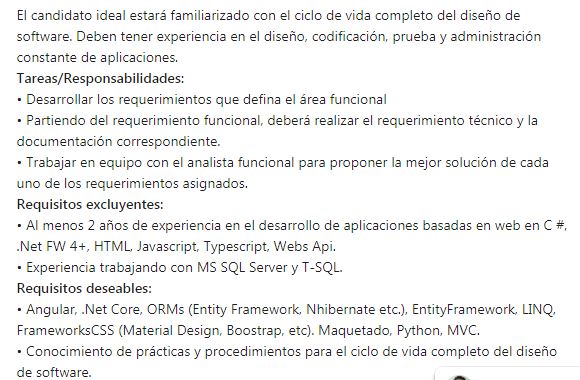 El candidato ideal estará familiarizado con el ciclo de vida completo del diseño de
software. Deben tener experiencia en el diseño, codificación, prueba y administración
constante de aplicaciones.
Tareas/Responsabilidades:
• Desarrollar los requerimientos que defina el área funcional
• Partiendo del requerimiento funcional, deberá realizar el requerimiento técnico y la
documentación correspondiente.
• Trabajar en equipo con el analista funcional para proponer la mejor solución de cada
uno de los requerimientos asignados.
Requisitos excluyentes:
• Al menos 2 años de experiencia en el desarrollo de aplicaciones basadas en web en C #,
.Net FW 4+, HTML, Javascript, Typescript, Webs Api.
• Experiencia trabajando con MS SQL Server y T-SQL.
Requisitos deseables:
• Angular, .Net Core, ORMs (Entity Framework, Nhibernate etc.), EntityFramework, LINQ,
FrameworksCSS (Material Design, Boostrap, etc). Maquetado, Python, MVC.
• Conocimiento de prácticas y procedimientos para el ciclo de vida completo del diseño
de software.